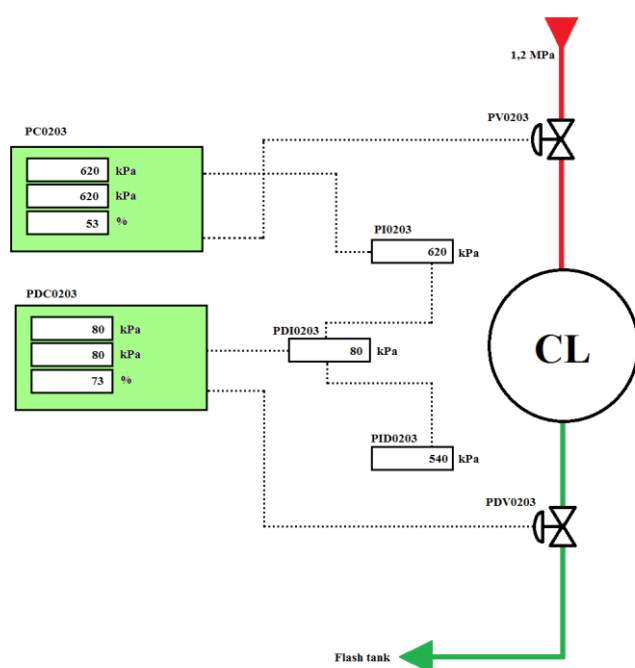 1,2 MPa
PV0203
PC0203
620 kPa
620 kPa
53 %
PI0203
620 kPa
PDC0203
80 kPa
80 kPa
73 %
PDI0203
80 kPa
CL
PID0203
540 kPa
PDV0203
Flash tank